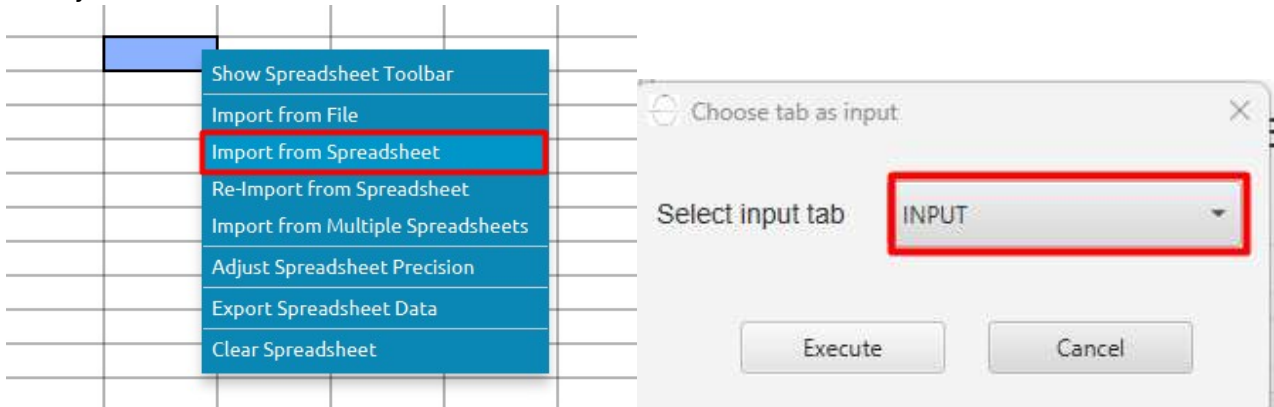 Show Spreadsheet Toolbar
Import from File
Import from Spreadsheet
Re-Import from Spreadsheet
Import from Multiple Spreadsheets
Adjust Spreadsheet Precision
Export Spreadsheet Data
Clear Spreadsheet
Choose tab as input
Select input tab INPUT
Execute Cancel